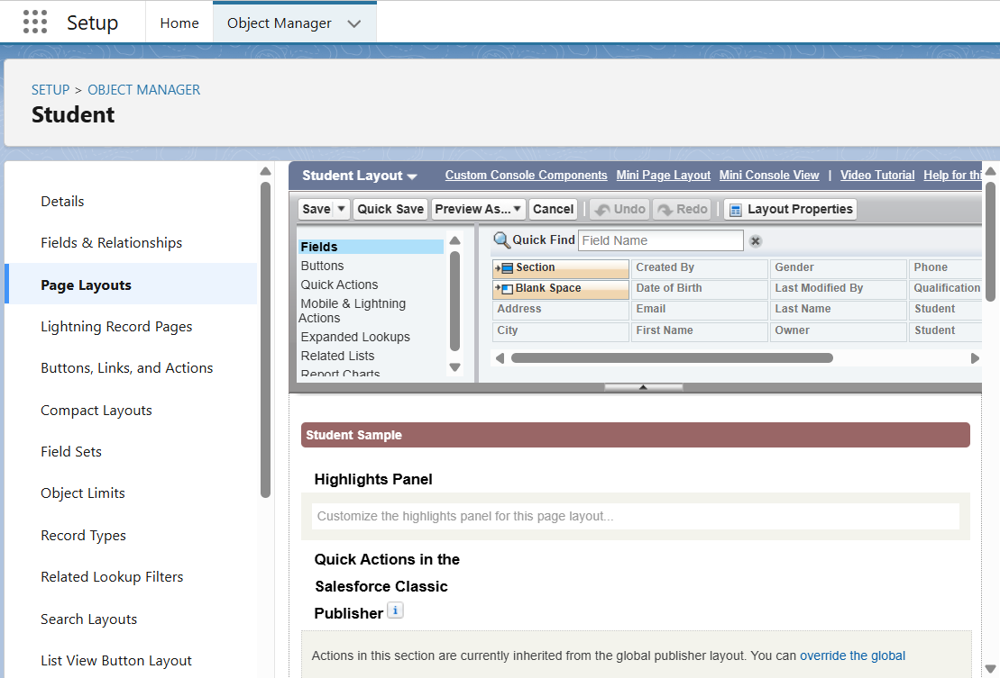 Setup
Home
Object Manager
SETUP > OBJECT MANAGER
Student
Details
Fields & Relationships
Page Layouts
Lightning Record Pages
Buttons, Links, and Actions
Compact Layouts
Field Sets
Object Limits
Record Types
Related Lookup Filters
Search Layouts
List View Button Layout
Student Layout
Custom Console Components
Mini Page Layout
Mini Console View
|
Video Tutorial
Help for thi
Save
Quick Save
Preview As...
Cancel
Undo
Redo
Layout Properties
Fields
Buttons
Quick Actions
Mobile & Lightning
Actions
Expanded Lookups
Related Lists
Report Charts
Quick Find
Field Name
Section
Created By
Gender
Phone
Blank Space
Date of Birth
Last Modified By
Qualification
Address
Email
Last Name
Student
City
First Name
Owner
Student
Student Sample
Highlights Panel
Customize the highlights panel for this page layout...
Quick Actions in the
Salesforce Classic
Publisher
i
Actions in this section are currently inherited from the global publisher layout. You can override the global